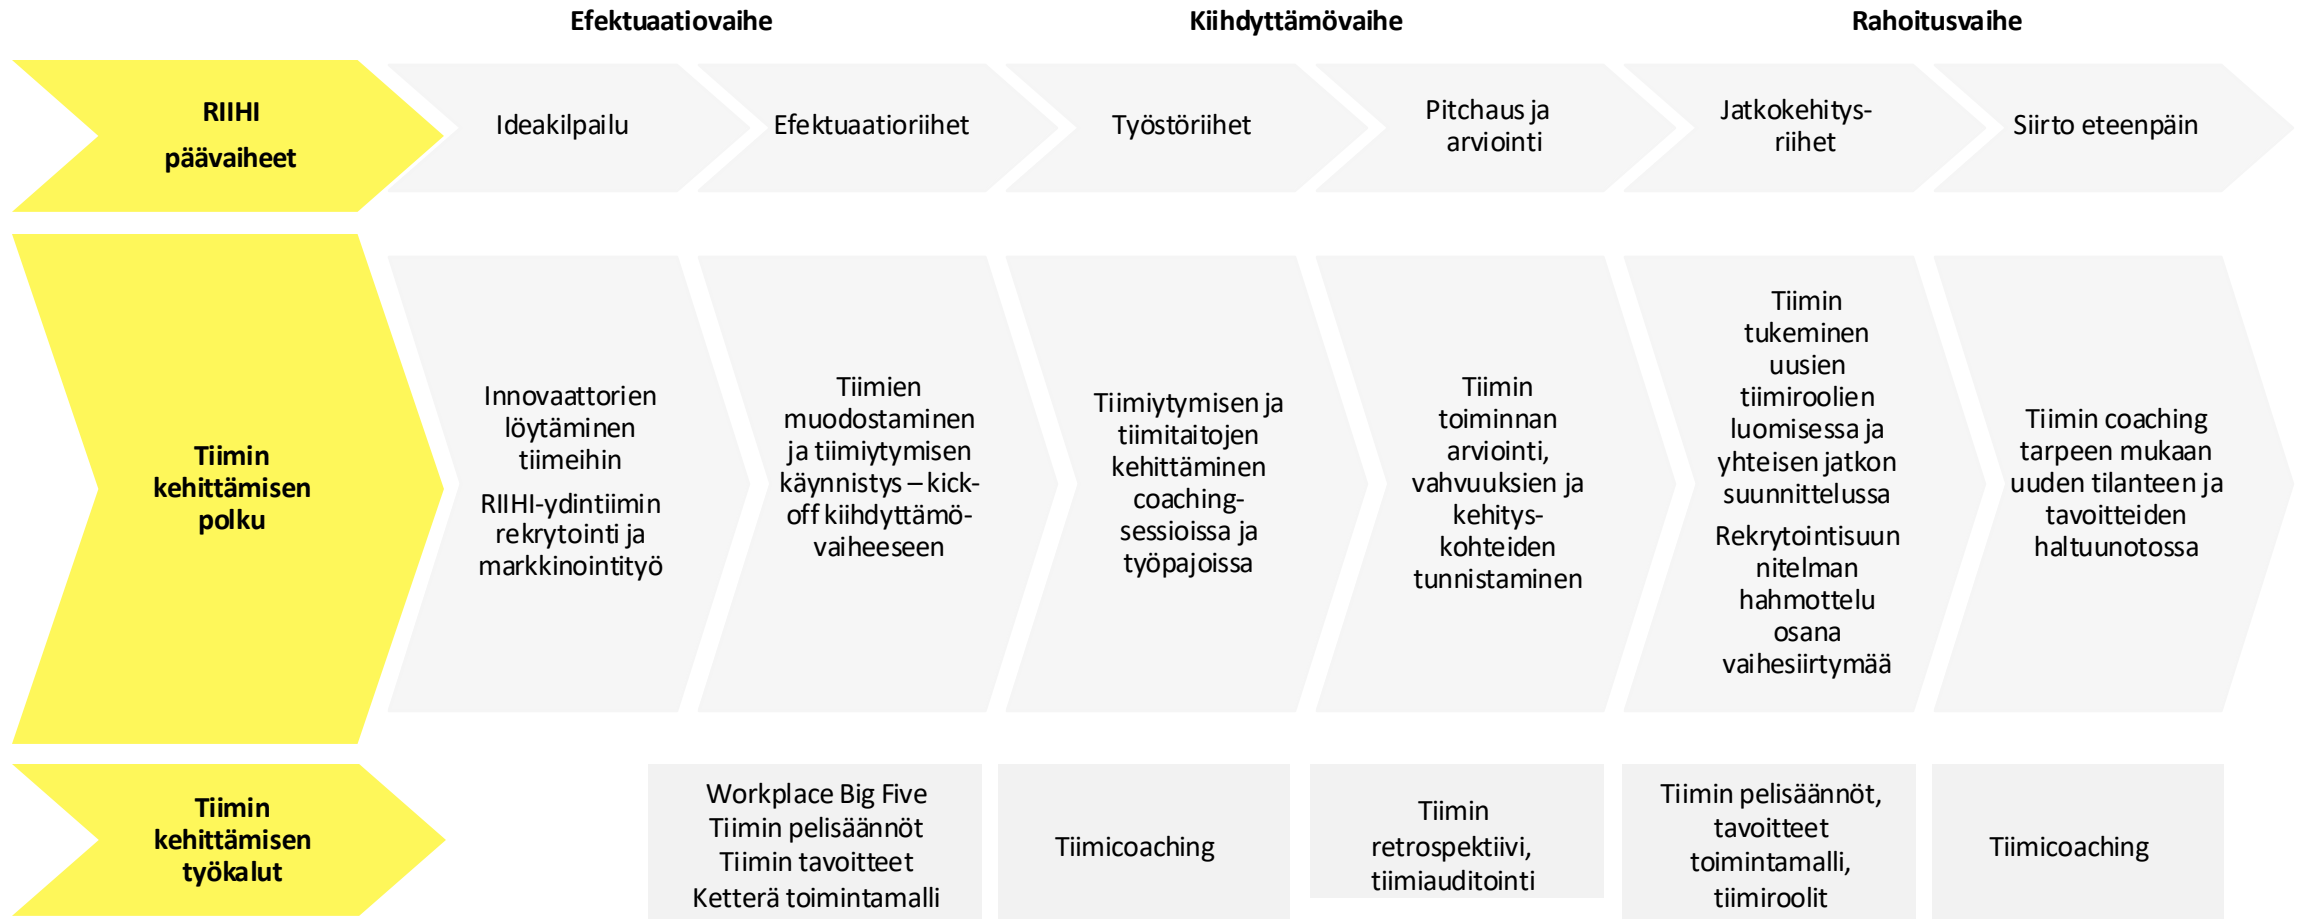 Efektuaatiovaihe
Kiihdyttämövaihe
Rahoitusvaihe
RIIHI
päävaiheet
Ideakilpailu
Efektuaatioriihet
Työstöriihet
Pitchaus ja
arviointi
Jatkokehitys-
riihet
Siirto eteenpäin
Tiimin
kehittämisen
polku
Innovaattorien
löytäminen
tiimeihin
RIIHI-ydintiimin
rekrytointi ja
markkinointityö
Tiimien
muodostaminen
ja tiimiytymisen
käynnistys – kick-
off kiihdyttämö-
vaiheeseen
Tiimiytymisen ja
tiimitaitojen
kehittäminen
coaching-
sessioissa ja
työpajoissa
Tiimin
toiminnan
arviointi,
vahvuuksien ja
kehitys-
kohteiden
tunnistaminen
Tiimin
tukeminen
uusien
tiimiroolien
luomisessa ja
yhteisen jatkon
suunnittelussa
Rekrytointisuun
nitelman
hahmottelu
osana
vaihesiirtymää
Tiimin coaching
tarpeen mukaan
uuden tilanteen ja
tavoitteiden
haltuunotossa
Tiimin
kehittämisen
työkalut
Workplace Big Five
Tiimin pelisäännöt
Tiimin tavoitteet
Ketterä toimintamalli
Tiimicoaching
Tiimin
retrospektiivi,
tiimiauditointi
Tiimin pelisäännöt,
tavoitteet
toimintamalli,
tiimiroolit
Tiimicoaching